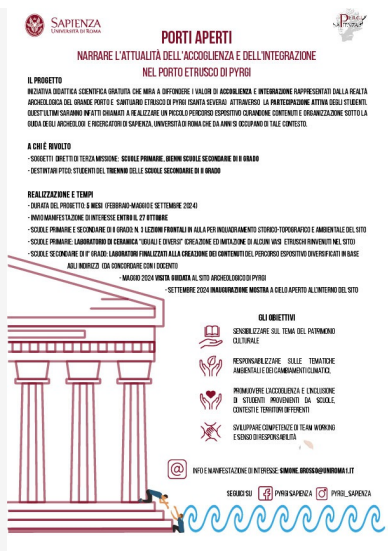 SAPIENZA
UNIVERSITÀ DI ROMA
PORTI APERTI
NARRARE L'ATTUALITÀ DELL'ACCOGLIENZA E DELL'INTEGRAZIONE
NEL PORTO ETRUSCO DI PYRGI
IL PROGETTO
INIZIATIVA DIDATTICA SCIENTIFICA GRATUITA CHE MIRA A DIFFONDERE I VALORI DI ACCOGLIENZA E INTEGRAZIONE RAPPRESENTATI DALLA REALTÀ
ARCHEOLOGICA DEL GRANDE PORTO E SANTUARIO ETRUSCO DI PYRGI (SANTA SEVERA) ATTRAVERSO LA PARTECIPAZIONE ATTIVA DEGLI STUDENTI.
QUEST'ULTIMI SARANNO INFATTI CHIAMATI A REALIZZARE UN PICCOLO PERCORSO ESPOSITIVO CURANDONE CONTENUTI E ORGANIZZAZIONE SOTTO LA
GUIDA DEGLI ARCHEOLOGI E RICERCATORI DI SAPIENZA, UNIVERSITÀ DI ROMA CHE DA ANNI SI OCCUPANO DI TALE CONTESTO.
A CHI È RIVOLTO
- SOGGETTI DIRETTI DI TERZA MISSIONE: SCUOLE PRIMARIE, BIENNI SCUOLE SECONDARIE DI II GRADO
- DESTINTARI PTCO: STUDENTI DEL TRIENNIO DELLE SCUOLE SECONDARIE DI II GRADO
REALIZZAZIONE E TEMPI
- DURATA DEL PROGETTO: 5 MESI (FEBBRAIO-MAGGIO E SETTEMBRE 2024)
- INVIO MANIFESTAZIONE DI INTERESSE ENTRO IL 27 OTTOBRE
- SCUOLE PRIMARIE E SECONDARIE DI II GRADO: N. 3 LEZIONI FRONTALI IN AULA PER INQUADRAMENTO STORICO-TOPOGRAFICO E AMBIENTALE DEL SITO
- SCUOLE PRIMARIE: LABORATORIO DI CERAMICA "UGUALI E DIVERSI" (CREAZIONE ED IMITAZIONE DI ALCUNI VASI ETRUSCHI RINVENUTI NEL SITO)
- SCUOLE SECONDARIE DI II° GRADO: LABORATORI FINALIZZATI ALLA CREAZIONE DEI CONTENUTI DEL PERCORSO ESPOSITIVO DIVERSIFICATI IN BASE
AGLI INDIRIZZI (DA CONCORDARE CON I DOCENTI)
- MAGGIO 2024 VISITA GUIDATA AL SITO ARCHEOLOGICO DI PYRGI
- SETTEMBRE 2024 INAUGURAZIONE MOSTRA A CIELO APERTO ALL'INTERNO DEL SITO
GLI OBIETTIVI
SENSIBILIZZARE SUL TEMA DEL PATRIMONIO
CULTURALE
RESPONSABILIZZARE SULLE TEMATICHE
AMBIENTALI E DEI CAMBIAMENTI CLIMATICI,
PROMUOVERE L'ACCOGLIENZA E L'INCLUSIONE
DI STUDENTI PROVENIENTI DA SCUOLE,
CONTESTI E TERRITORI DIFFERENTI
SVILUPPARE COMPETENZE DI TEAM WORKING
E SENSO DI RESPONSABILITÀ
INFO E MANIFESTAZIONE DI INTERESSE: SIMONE.BROSSO@UNIROMA1.IT
SEGUICI SU PYRGI SAPIENZA PYRGI_SAPIENZA